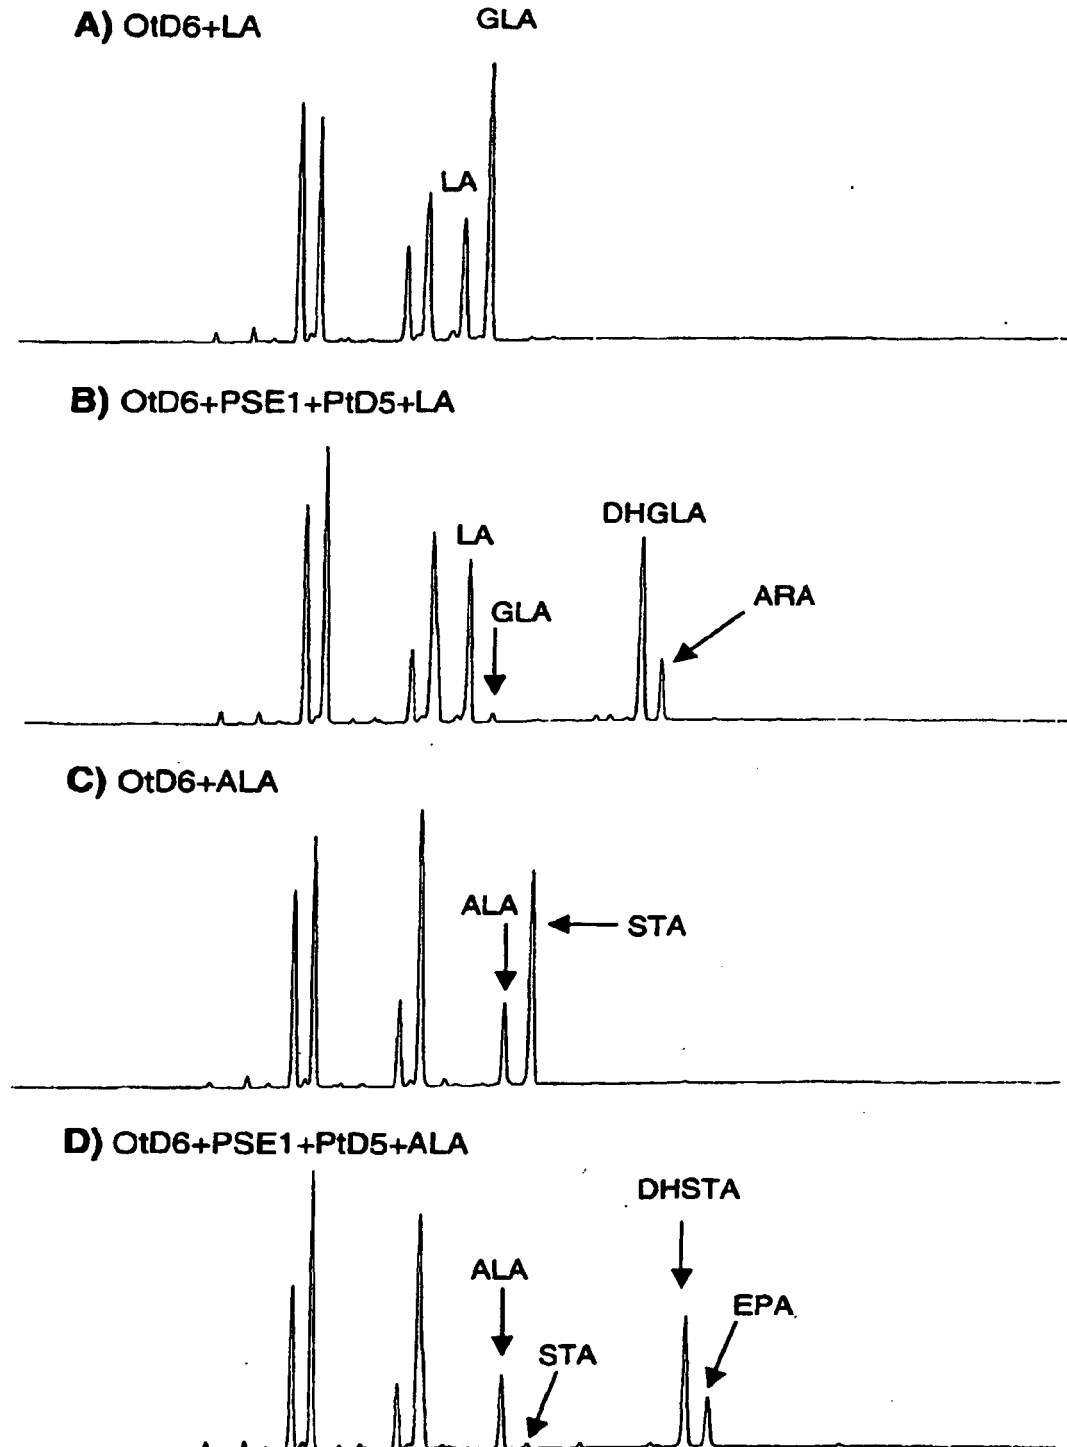 A) OtD6+LA
GLA
LA
B) OtD6+PSE1+PtD5+LA
LA
GLA
DHGLA
ARA
C) OtD6+ALA
ALA
STA
D) OtD6+PSE1+PtD5+ALA
ALA
STA
DHSTA
EPA